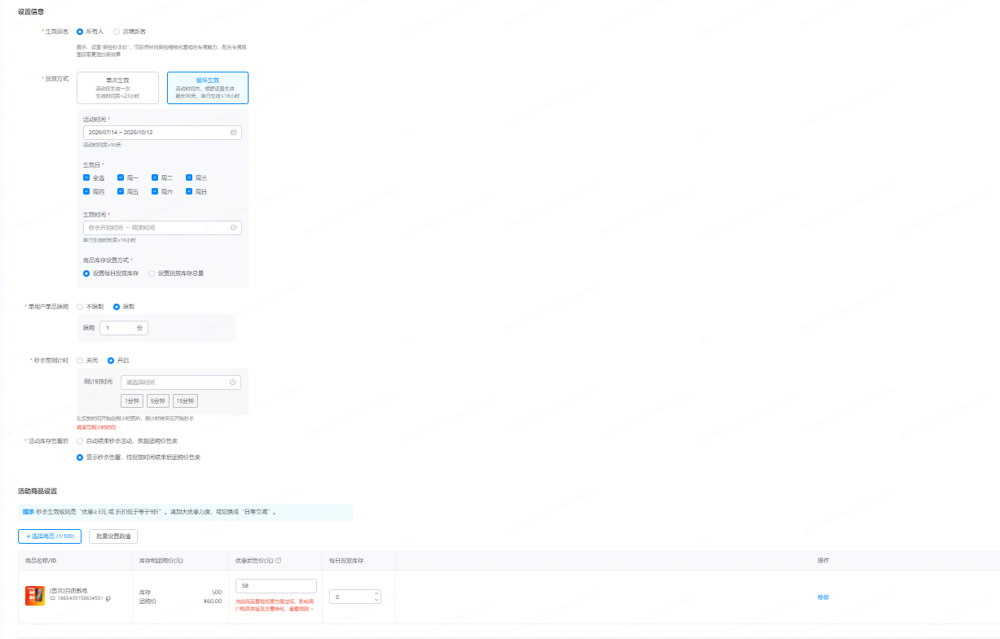 设置信息
* 生效顾客 所有人 店铺新客
提示：设置"新客秒杀价"，可获得针对新客精细化营销的专属能力，配合专属氛
围获取更混拉新效果
* 投放方式 单次生效 循环生效
活动仅生效一次 活动时间内，根据设置生效
生效时间需≤23小时 最长90天，单日生效≤18小时
活动时间 *
2026/07/14 ~ 2026/10/12
活动时间需≤90天
生效日 *
全选 周一 周二 周三
周四 周五 周六 周日
生效时间 *
秒杀开始时间 ~ 结束时间
单日生效时长需≤18小时
商品库存设置方式 *
设置每日投放库存 设置投放库存总量
* 单用户单品限购 不限制 限制
限购 1 份
* 秒杀前倒计时 关闭 开启
倒计时时间 请选择时间
1分钟 5分钟 15分钟
在投放时间开始前倒计时预热，倒计时结束后开始秒杀
请填写倒计时时间
* 活动库存售罄后 自动结束秒杀活动，恢复团购价售卖
显示秒杀售罄，待投放时间结束后团购价售卖
活动商品设置
提示 秒杀生效规则是"优惠≥3元 或 折扣低于等于9折"。请加大优惠力度，或切换成"日常立减"。
+ 选择商品 (1/100) 批量设置数值
商品名称/ID 库存和团购价(元) 优惠后售价(元) 每日投放库存 操作
[首次]自由教练
ID: 1865435158634551
库存 500
团购价 ¥60.00
58
当前商品营销优惠力度过低，影响用
户购买体验及交易转化，查看规则 >
0
移除